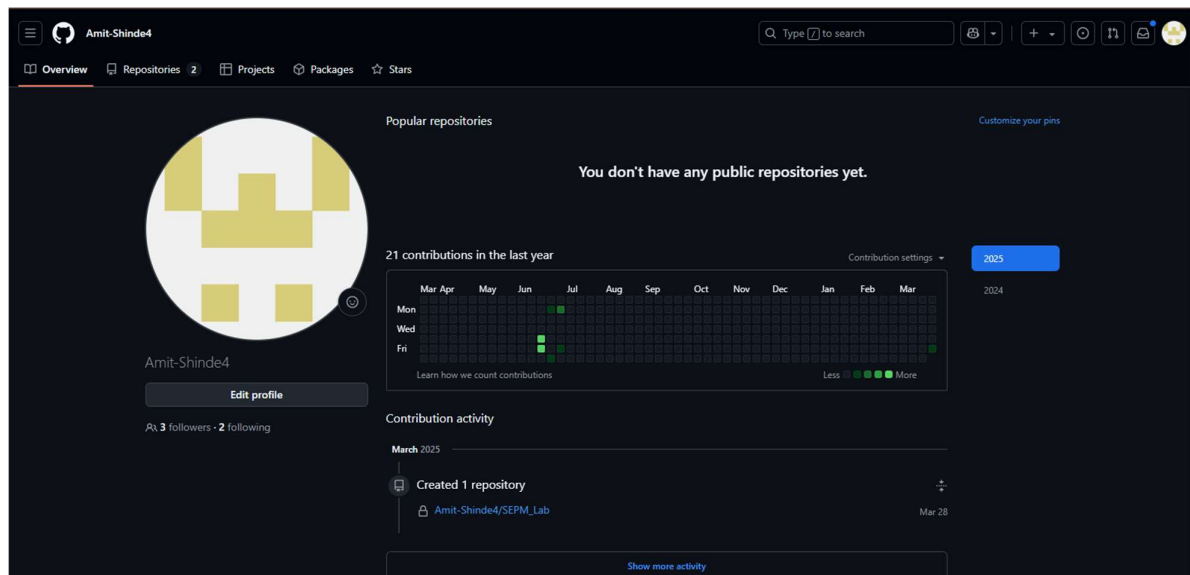 Amit-Shinde4
Type / to search
Overview Repositories 2 Projects Packages Stars
Popular repositories
Customize your pins
You don't have any public repositories yet.
21 contributions in the last year
Contribution settings
2025
2024
Mar Apr May Jun Jul Aug Sep Oct Nov Dec Jan Feb Mar
Mon
Wed
Fri
Learn how we count contributions
Less More
Amit-Shinde4
Edit profile
3 followers · 2 following
Contribution activity
March 2025
Created 1 repository
Amit-Shinde4/SEPM_Lab
Mar 28
Show more activity